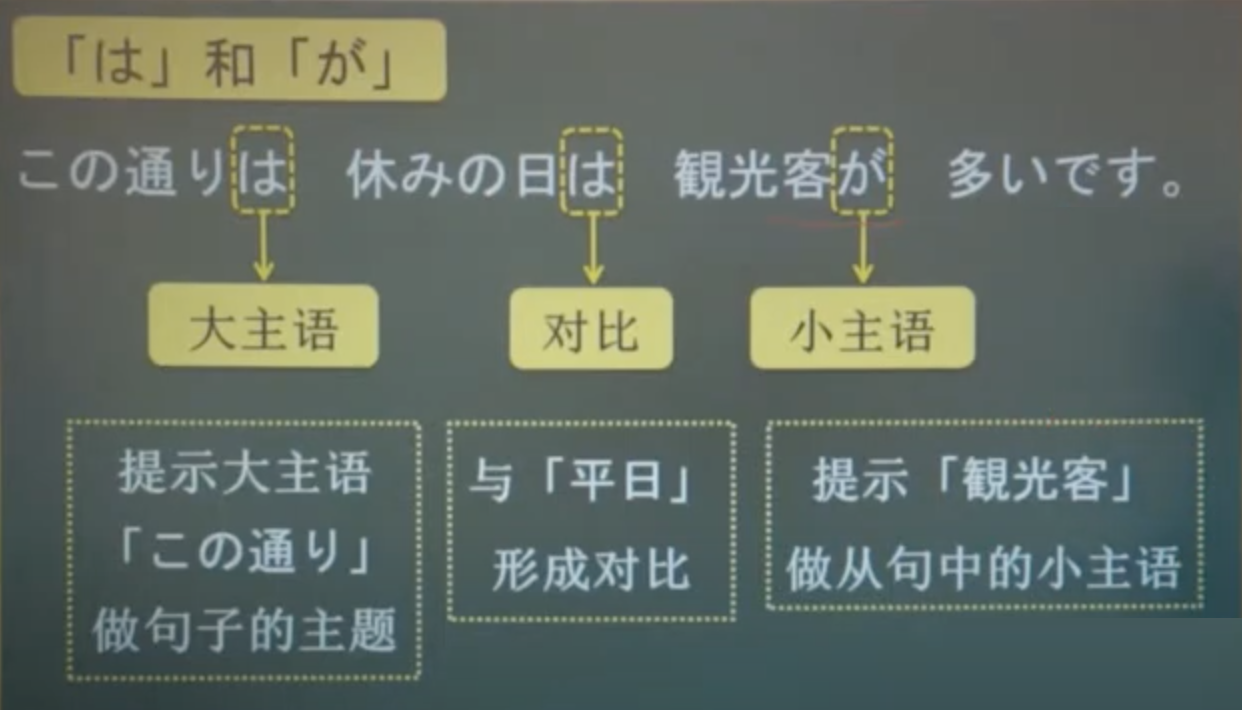 「は」和「が」
この通りは 休みの日は 観光客が 多いです。
大主语
对比
小主语
提示大主语
「この通り」
做句子的主题
与「平日」
形成对比
提示「観光客」
做从句中的小主语